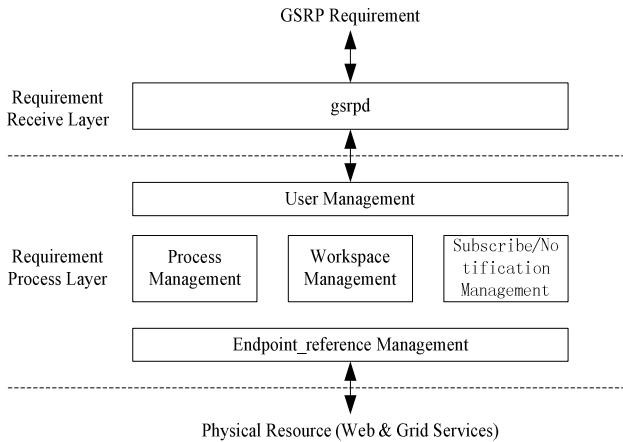 GSRP Requirement
Requirement
Receive Layer
gsrpd
User Management
Requirement
Process Layer
Process
Management
Workspace
Management
Subscribe/No
tification
Management
Endpoint_reference Management
Physical Resource (Web & Grid Services)